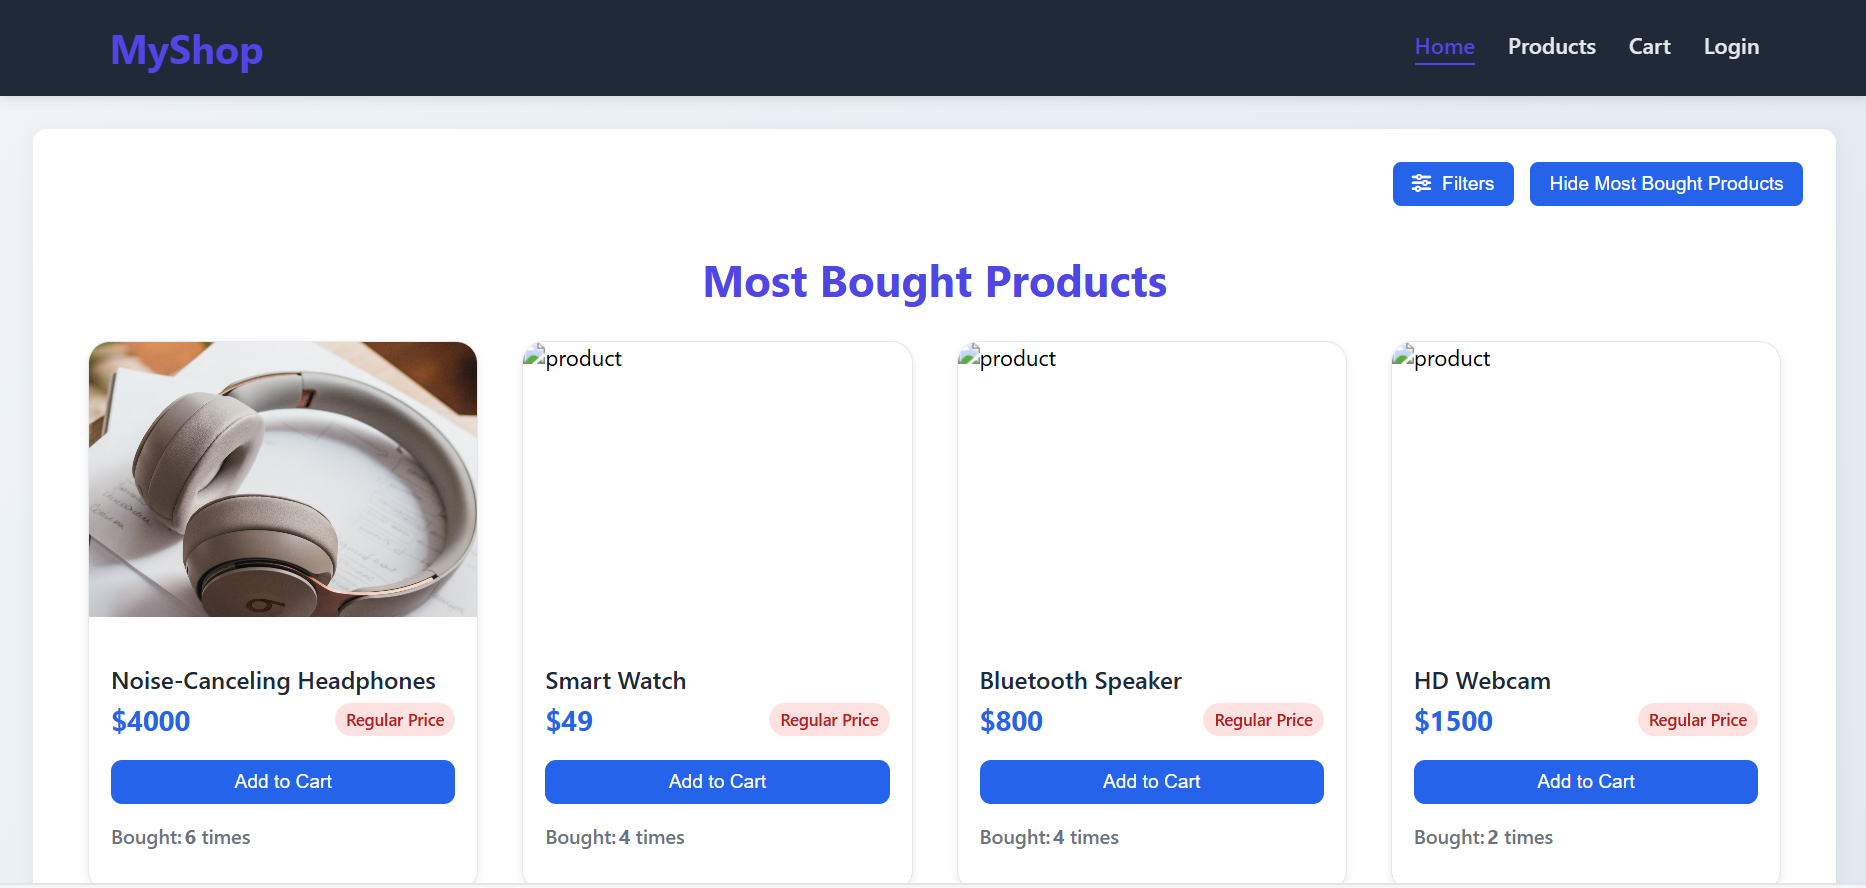 MyShop
Home Products Cart Login
Filters Hide Most Bought Products
Most Bought Products
product product product
Noise-Canceling Headphones Smart Watch Bluetooth Speaker HD Webcam
$4000 Regular Price $49 Regular Price $800 Regular Price $1500 Regular Price
Add to Cart Add to Cart Add to Cart Add to Cart
Bought: 6 times Bought: 4 times Bought: 4 times Bought: 2 times